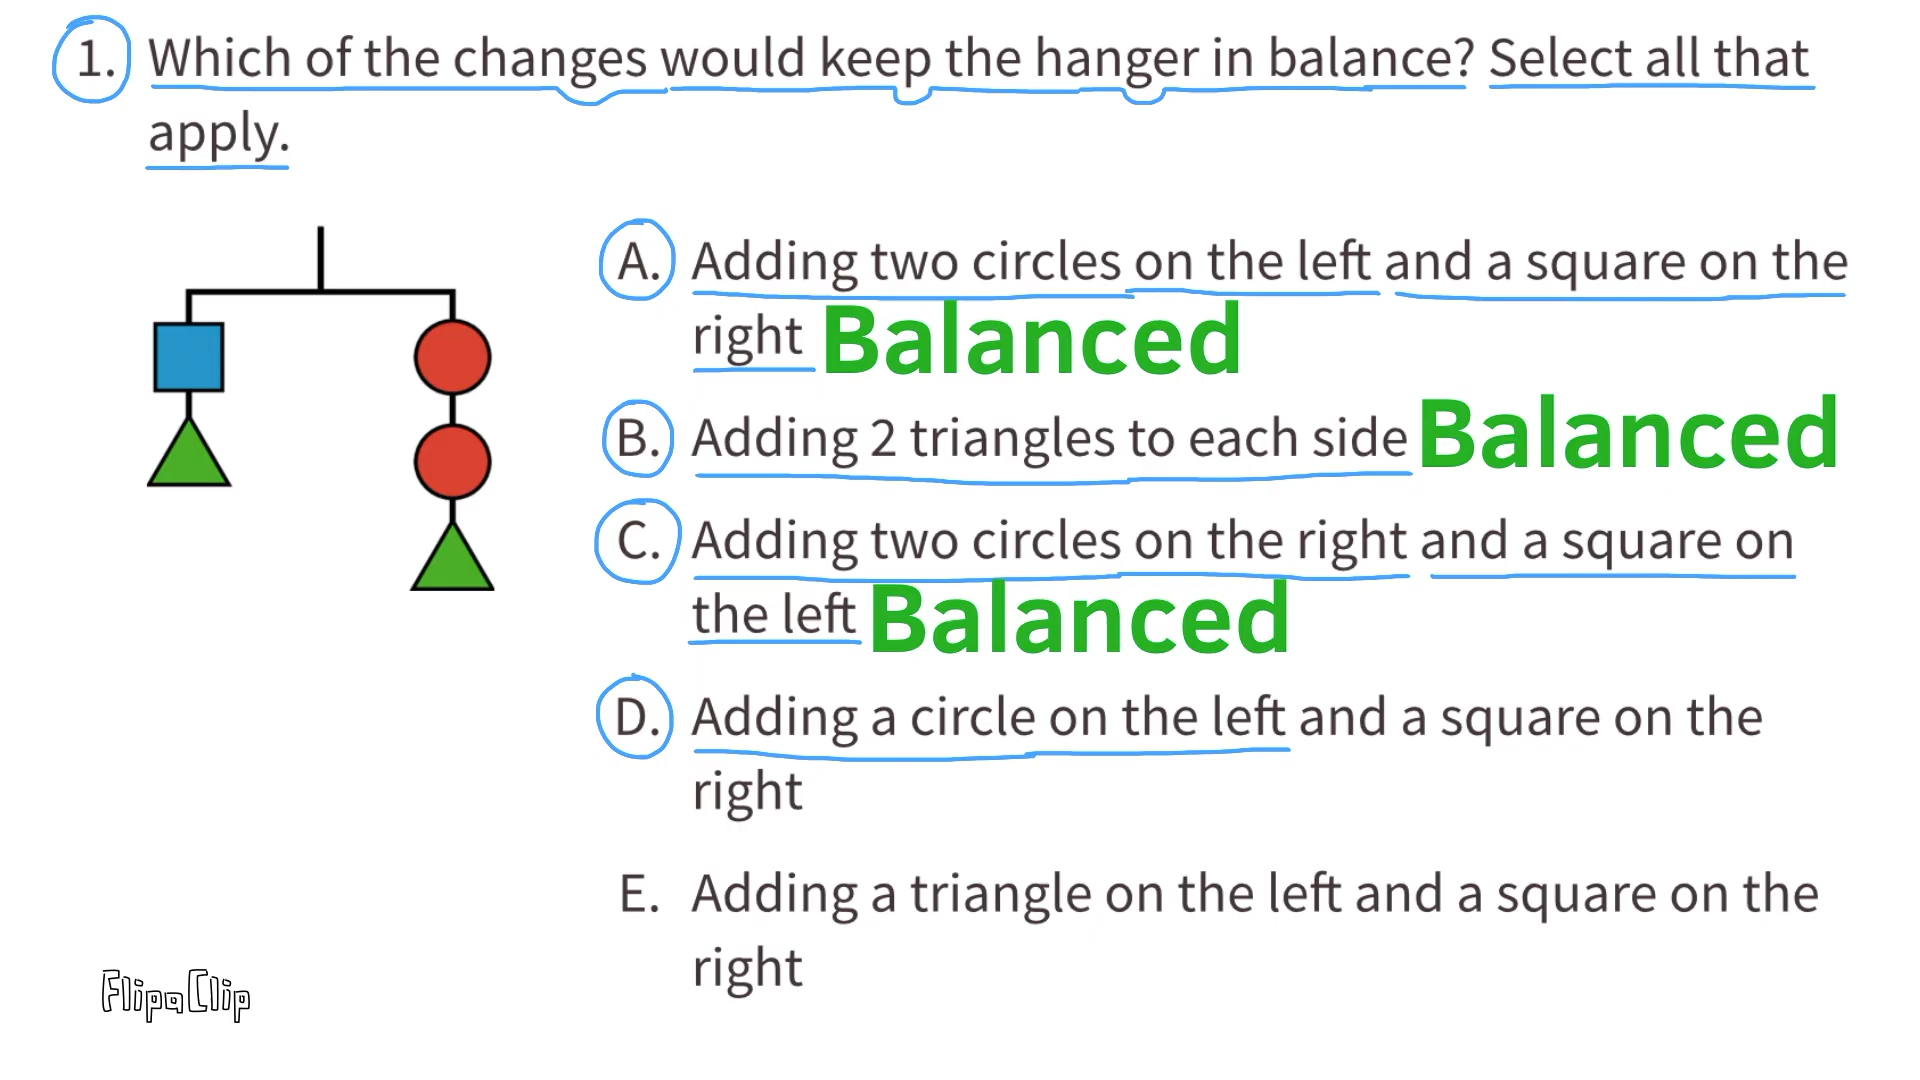 1. Which of the changes would keep the hanger in balance? Select all that
apply.
A. Adding two circles on the left and a square on the
right Balanced
B. Adding 2 triangles to each side Balanced
C. Adding two circles on the right and a square on
the left Balanced
D. Adding a circle on the left and a square on the
right
E. Adding a triangle on the left and a square on the
right
FlipaClip